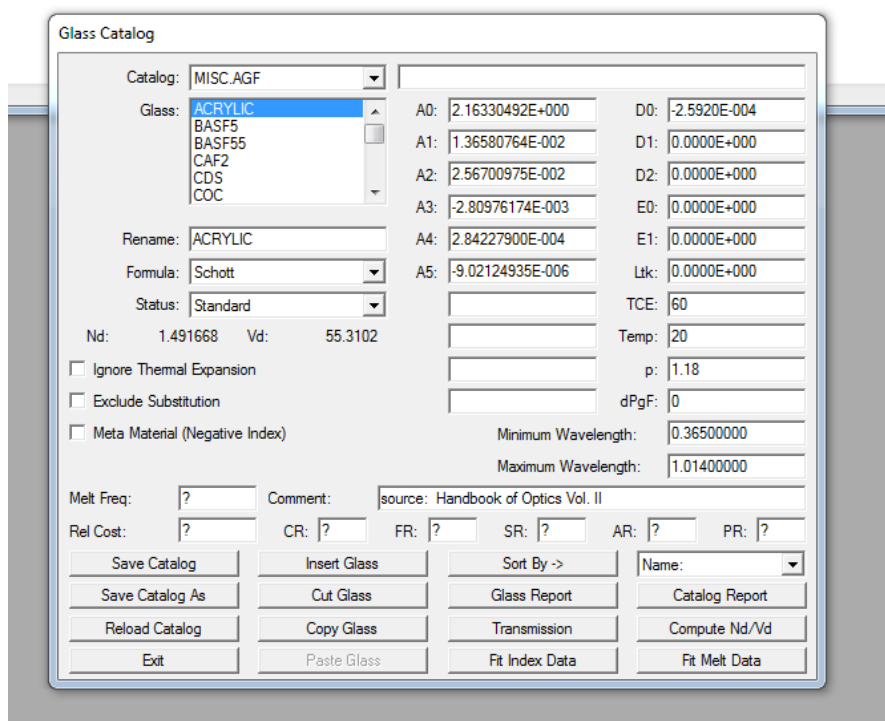 Glass Catalog
Catalog: MISC.AGF
Glass: ACRYLIC
BASF5
BASF55
CAF2
CDS
COC
A0: 2.16330492E+000 D0: -2.5920E-004
A1: 1.36580764E-002 D1: 0.0000E+000
A2: 2.56700975E-002 D2: 0.0000E+000
A3: -2.80976174E-003 E0: 0.0000E+000
Rename: ACRYLIC A4: 2.84227900E-004 E1: 0.0000E+000
Formula: Schott A5: -9.02124935E-006 Ltk: 0.0000E+000
Status: Standard TCE: 60
Nd: 1.491668 Vd: 55.3102 Temp: 20
Ignore Thermal Expansion p: 1.18
Exclude Substitution dPgF: 0
Meta Material (Negative Index) Minimum Wavelength: 0.36500000
Maximum Wavelength: 1.01400000
Melt Freq: ? Comment: source: Handbook of Optics Vol. II
Rel Cost: ? CR: ? FR: ? SR: ? AR: ? PR: ?
Save Catalog Insert Glass Sort By -> Name:
Save Catalog As Cut Glass Glass Report Catalog Report
Reload Catalog Copy Glass Transmission Compute Nd/Vd
Exit Paste Glass Fit Index Data Fit Melt Data